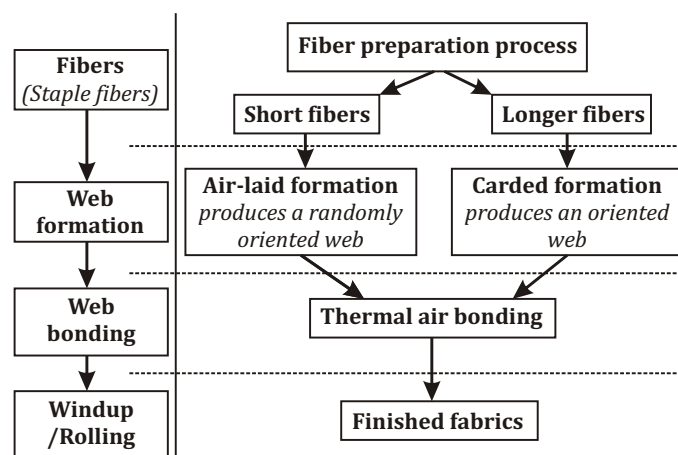 Fibers
(Staple fibers)
Web
formation
Web
bonding
Windup
/Rolling
Fiber preparation process
Short fibers
Longer fibers
Air-laid formation
produces a randomly
oriented web
Carded formation
produces an oriented
web
Thermal air bonding
Finished fabrics